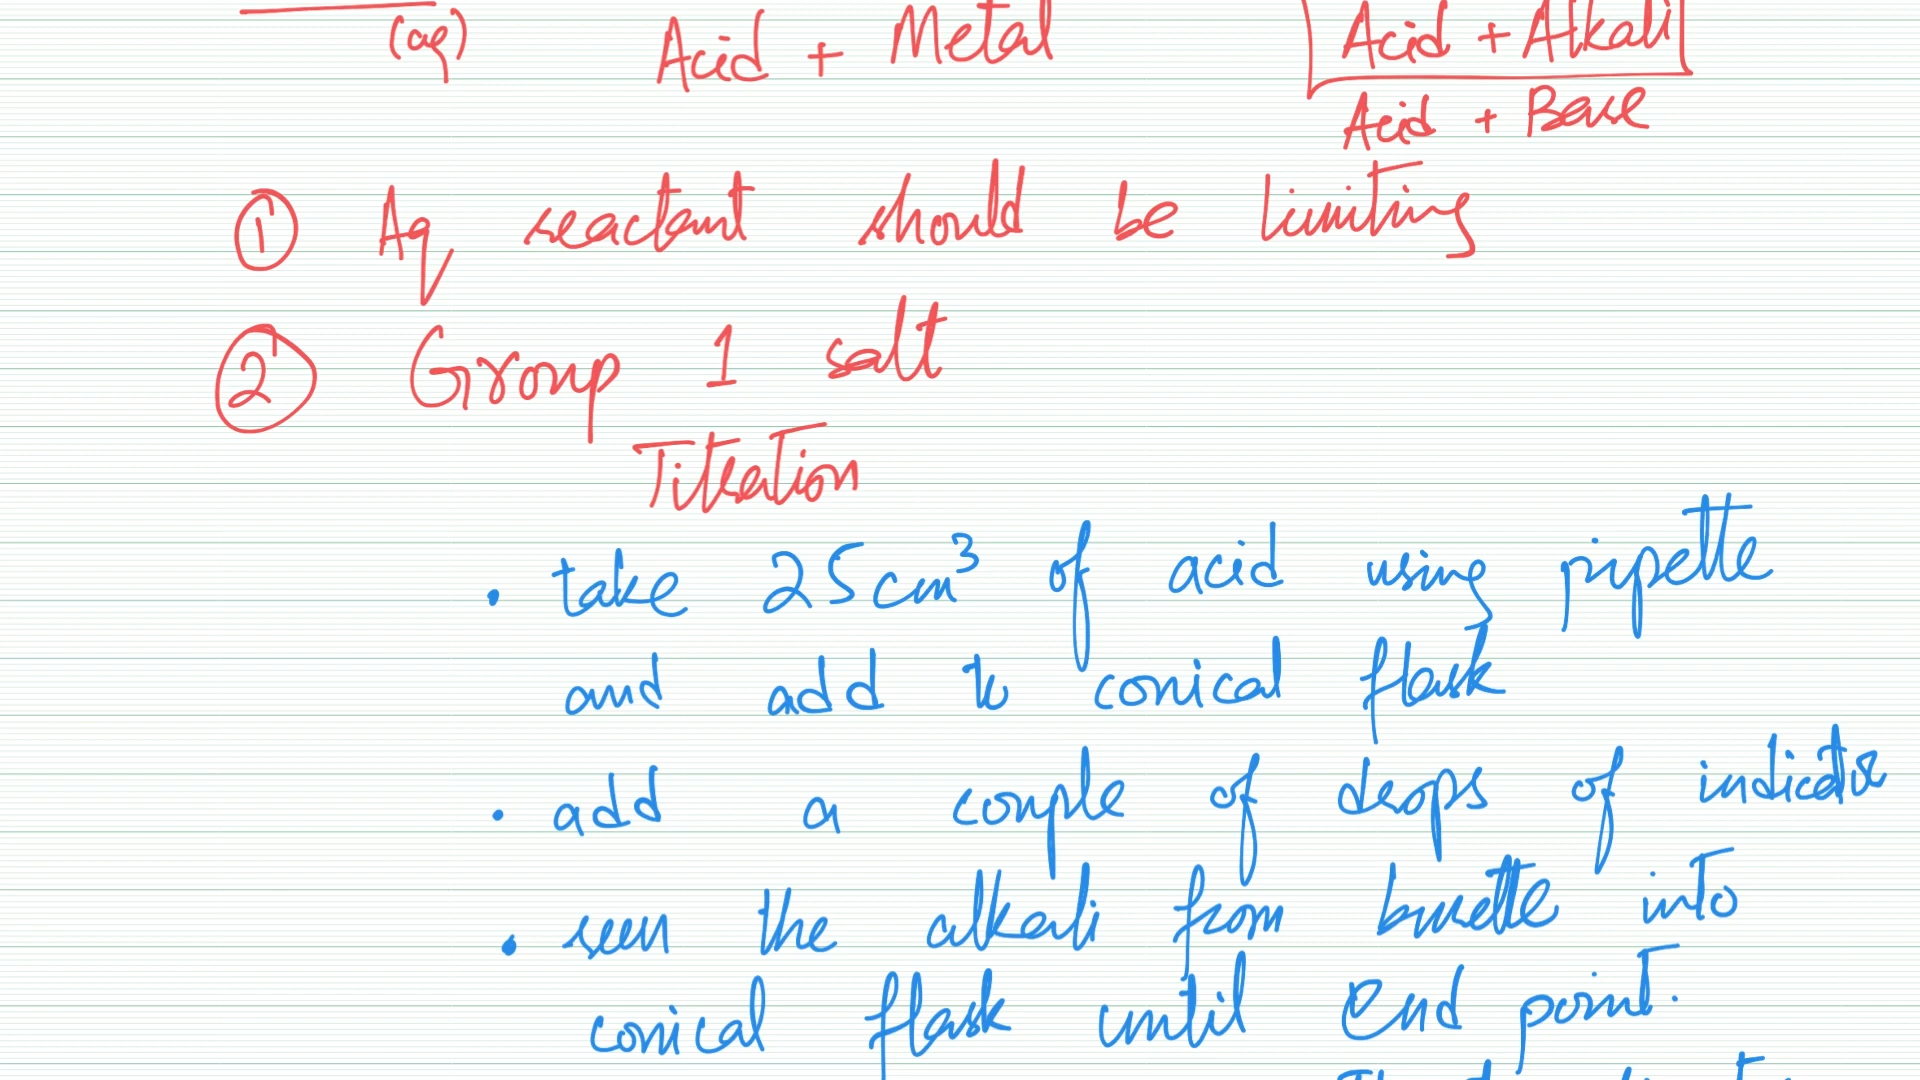 (aq) Acid + Metal Acid + Alkali
Acid + Base
① Aq reactant should be limiting
② Group 1 salt
Titration
• take 25cm³ of acid using pipette
and add to conical flask
• add a couple of drops of indicator
• run the alkali from burette into
conical flask until end point.